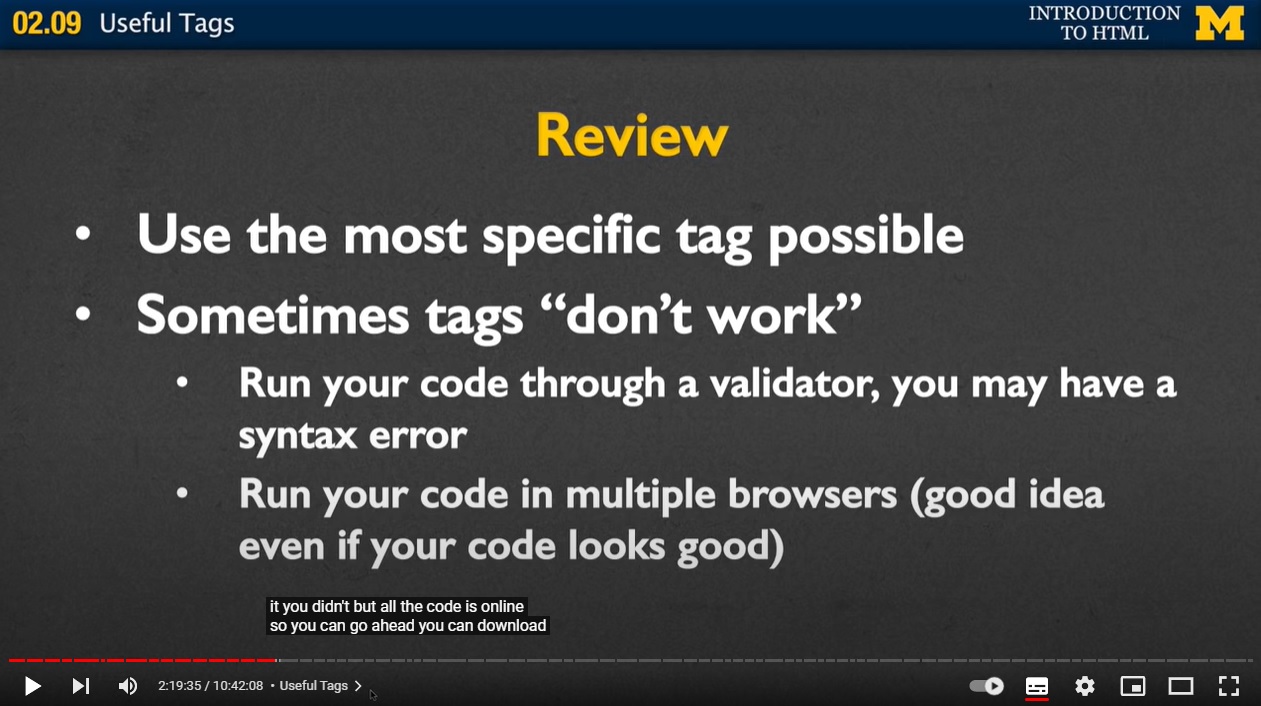 02.09 Useful Tags
INTRODUCTION
TO HTML
M
Review
• Use the most specific tag possible
• Sometimes tags “don’t work”
• Run your code through a validator, you may have a
syntax error
• Run your code in multiple browsers (good idea
even if your code looks good)
it you didn't but all the code is online
so you can go ahead you can download
2:19:35 / 10:42:08 • Useful Tags >